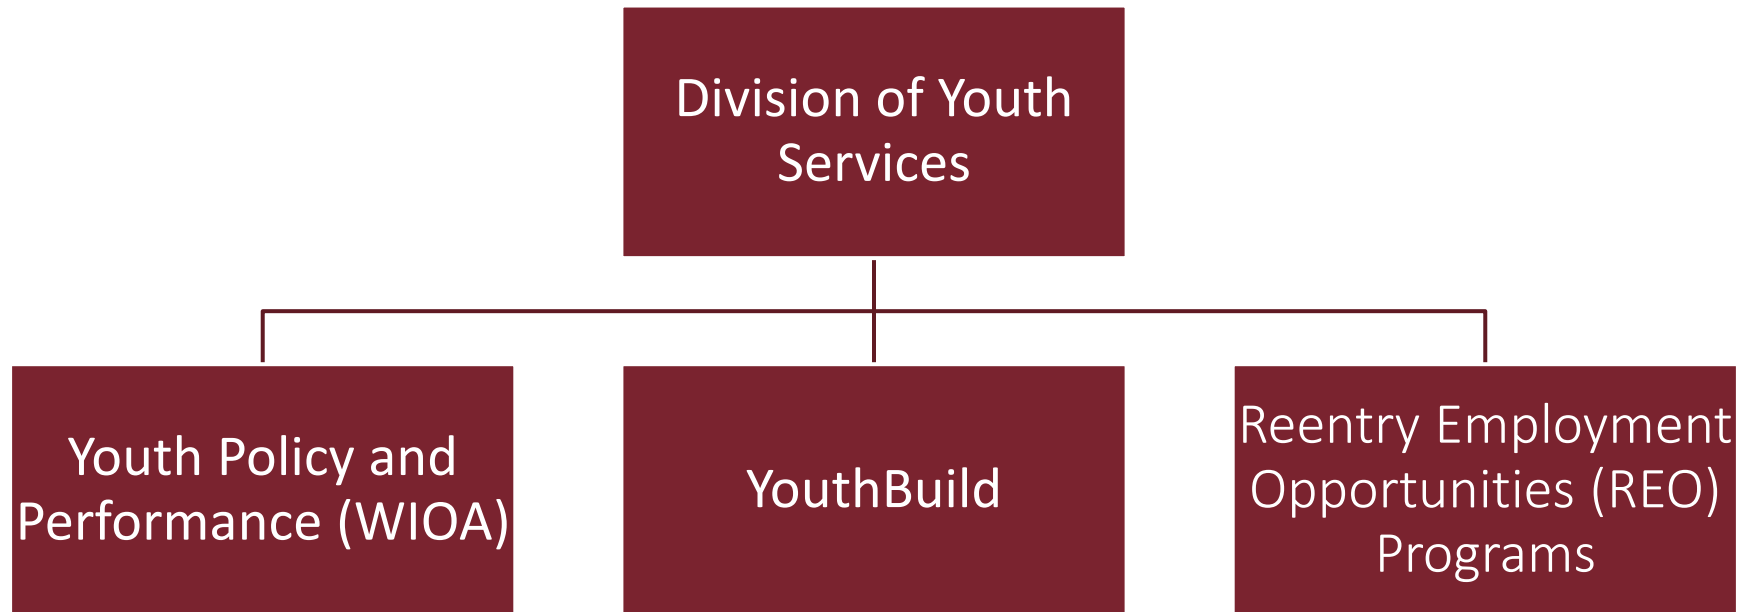 Division of Youth
Services
Youth Policy and
Performance (WIOA)
YouthBuild
Reentry Employment
Opportunities (REO)
Programs